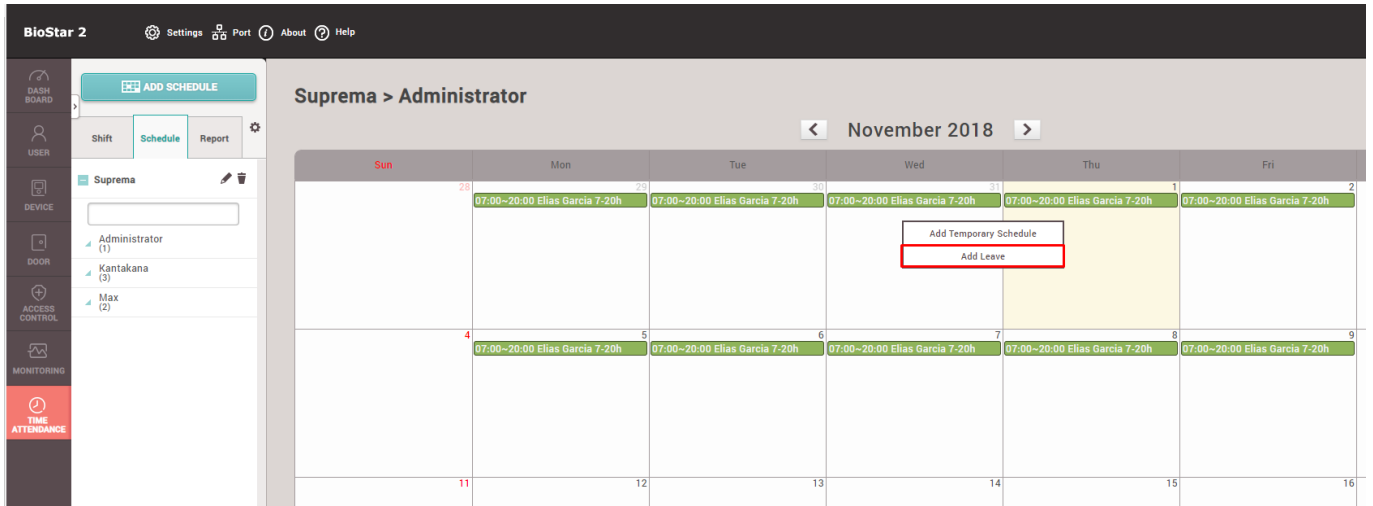 BioStar 2 Settings Port About Help
DASH
BOARD
USER
DEVICE
DOOR
ACCESS
CONTROL
MONITORING
TIME
ATTENDANCE
ADD SCHEDULE
Shift Schedule Report
Suprema
Administrator
(1)
Kantakana
(3)
Max
(2)
Suprema > Administrator
November 2018
Sun Mon Tue Wed Thu Fri
28 29 30 31 1 2
07:00~20:00 Elias Garcia 7-20h 07:00~20:00 Elias Garcia 7-20h 07:00~20:00 Elias Garcia 7-20h 07:00~20:00 Elias Garcia 7-20h 07:00~20:00 Elias Garcia 7-20h
Add Temporary Schedule
Add Leave
4 5 6 7 8 9
07:00~20:00 Elias Garcia 7-20h 07:00~20:00 Elias Garcia 7-20h 07:00~20:00 Elias Garcia 7-20h 07:00~20:00 Elias Garcia 7-20h 07:00~20:00 Elias Garcia 7-20h
11 12 13 14 15 16